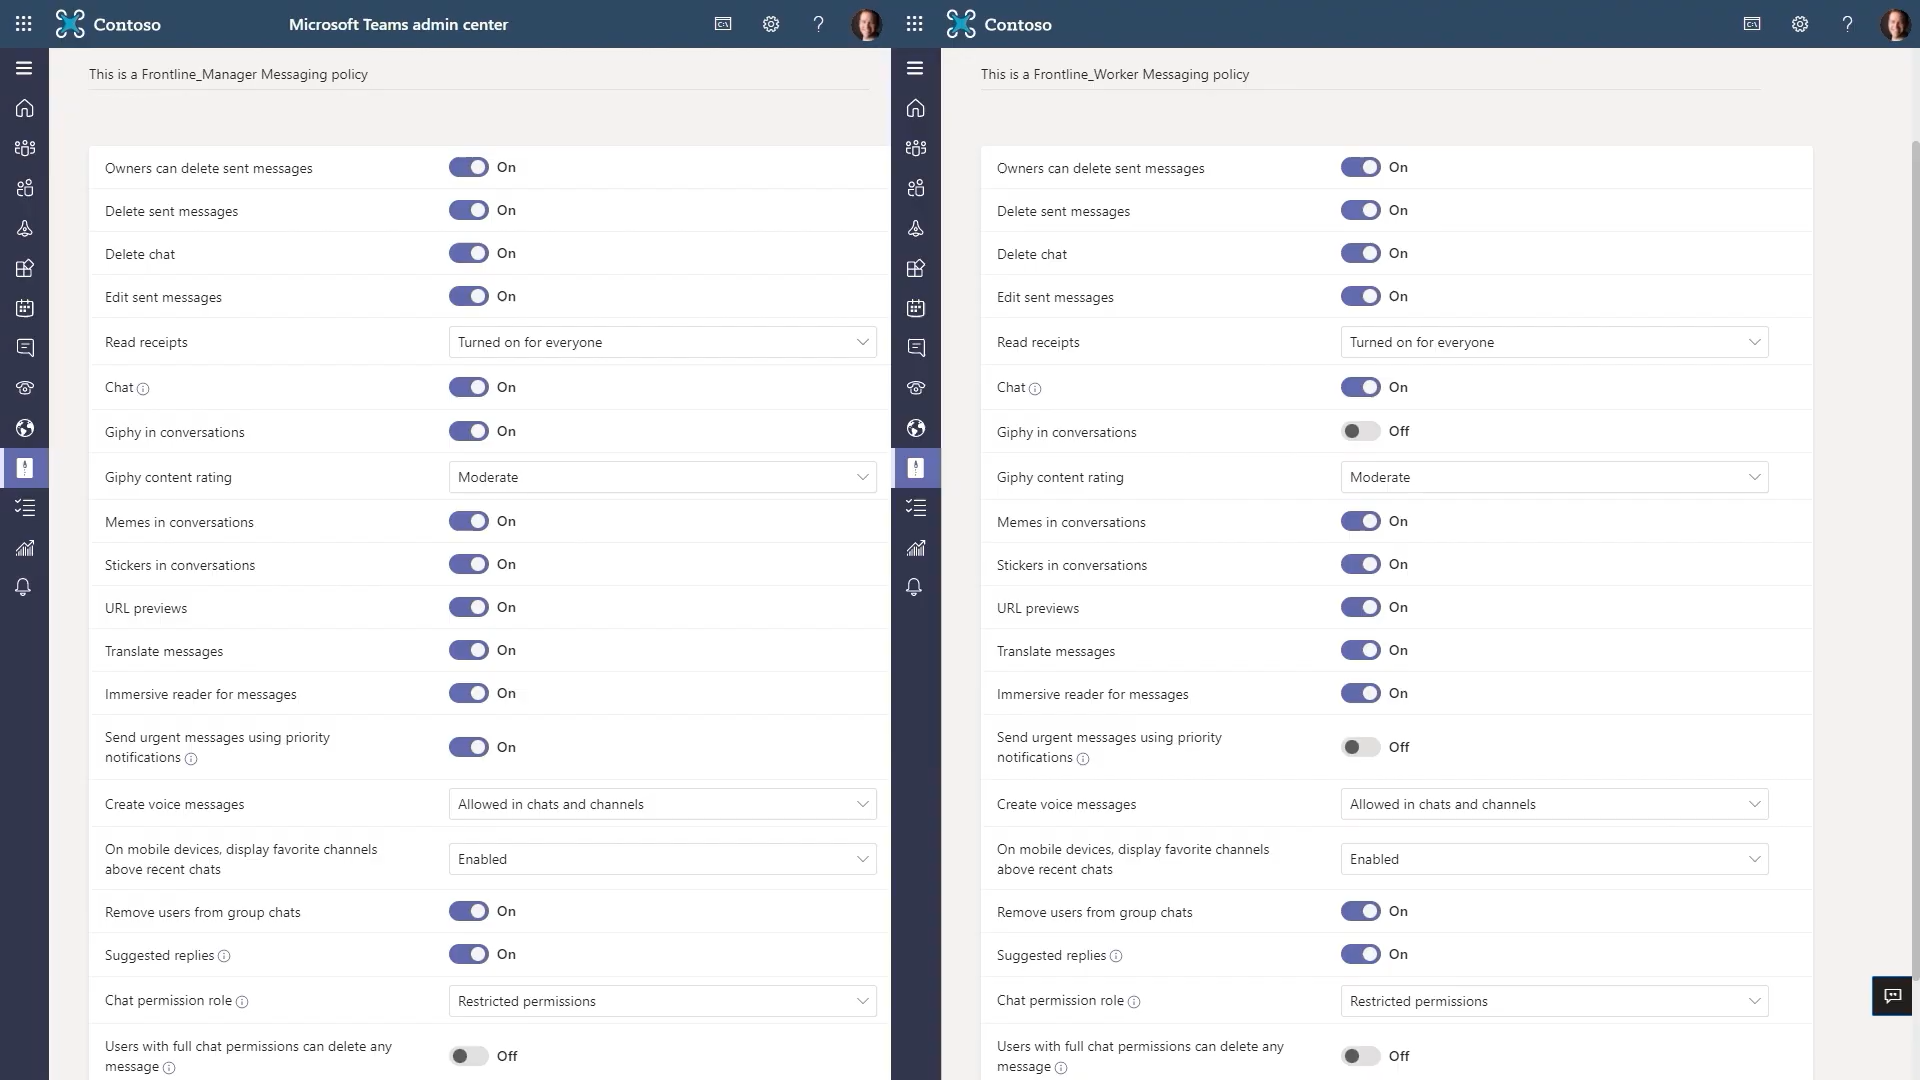 Contoso
Microsoft Teams admin center
This is a Frontline_Manager Messaging policy
Owners can delete sent messages On
Delete sent messages On
Delete chat On
Edit sent messages On
Read receipts Turned on for everyone
Chat On
Giphy in conversations On
Giphy content rating Moderate
Memes in conversations On
Stickers in conversations On
URL previews On
Translate messages On
Immersive reader for messages On
Send urgent messages using priority
notifications On
Create voice messages Allowed in chats and channels
On mobile devices, display favorite channels
above recent chats Enabled
Remove users from group chats On
Suggested replies On
Chat permission role Restricted permissions
Users with full chat permissions can delete any
message Off
Contoso
This is a Frontline_Worker Messaging policy
Owners can delete sent messages On
Delete sent messages On
Delete chat On
Edit sent messages On
Read receipts Turned on for everyone
Chat On
Giphy in conversations Off
Giphy content rating Moderate
Memes in conversations On
Stickers in conversations On
URL previews On
Translate messages On
Immersive reader for messages On
Send urgent messages using priority
notifications Off
Create voice messages Allowed in chats and channels
On mobile devices, display favorite channels
above recent chats Enabled
Remove users from group chats On
Suggested replies On
Chat permission role Restricted permissions
Users with full chat permissions can delete any
message Off